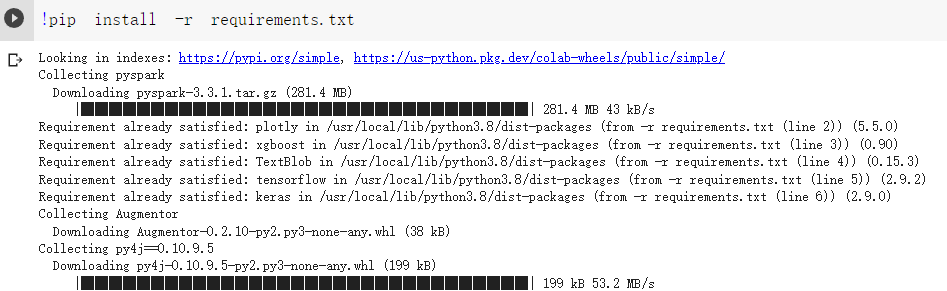 !pip install -r requirements.txt
Looking in indexes: https://pypi.org/simple, https://us-python.pkg.dev/colab-wheels/public/simple/
Collecting pyspark
Downloading pyspark-3.3.1.tar.gz (281.4 MB)
|████████████████████████████████| 281.4 MB 43 kB/s
Requirement already satisfied: plotly in /usr/local/lib/python3.8/dist-packages (from -r requirements.txt (line 2)) (5.5.0)
Requirement already satisfied: xgboost in /usr/local/lib/python3.8/dist-packages (from -r requirements.txt (line 3)) (0.90)
Requirement already satisfied: TextBlob in /usr/local/lib/python3.8/dist-packages (from -r requirements.txt (line 4)) (0.15.3)
Requirement already satisfied: tensorflow in /usr/local/lib/python3.8/dist-packages (from -r requirements.txt (line 5)) (2.9.2)
Requirement already satisfied: keras in /usr/local/lib/python3.8/dist-packages (from -r requirements.txt (line 6)) (2.9.0)
Collecting Augmentor
Downloading Augmentor-0.2.10-py2.py3-none-any.whl (38 kB)
Collecting py4j==0.10.9.5
Downloading py4j-0.10.9.5-py2.py3-none-any.whl (199 kB)
|████████████████████████████████| 199 kB 53.2 MB/s